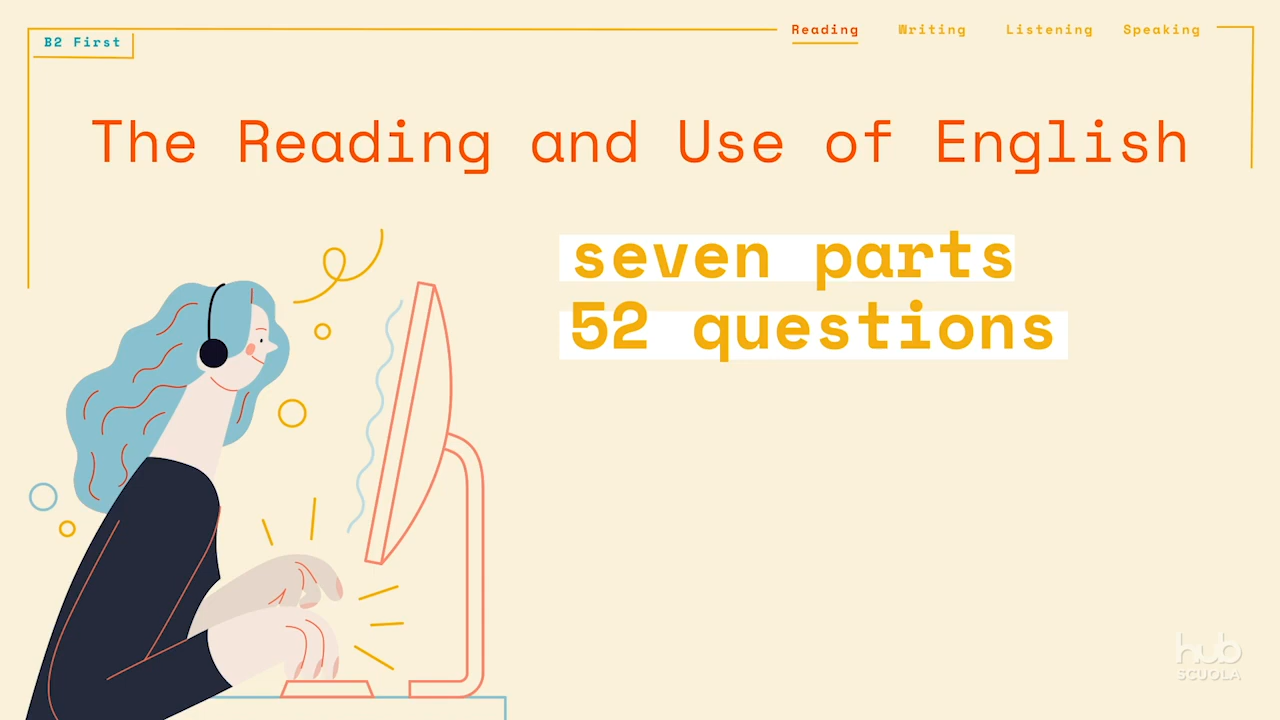 B2 First
Reading Writing Listening Speaking
The Reading and Use of English
seven parts
52 questions
hub
SCUOLA